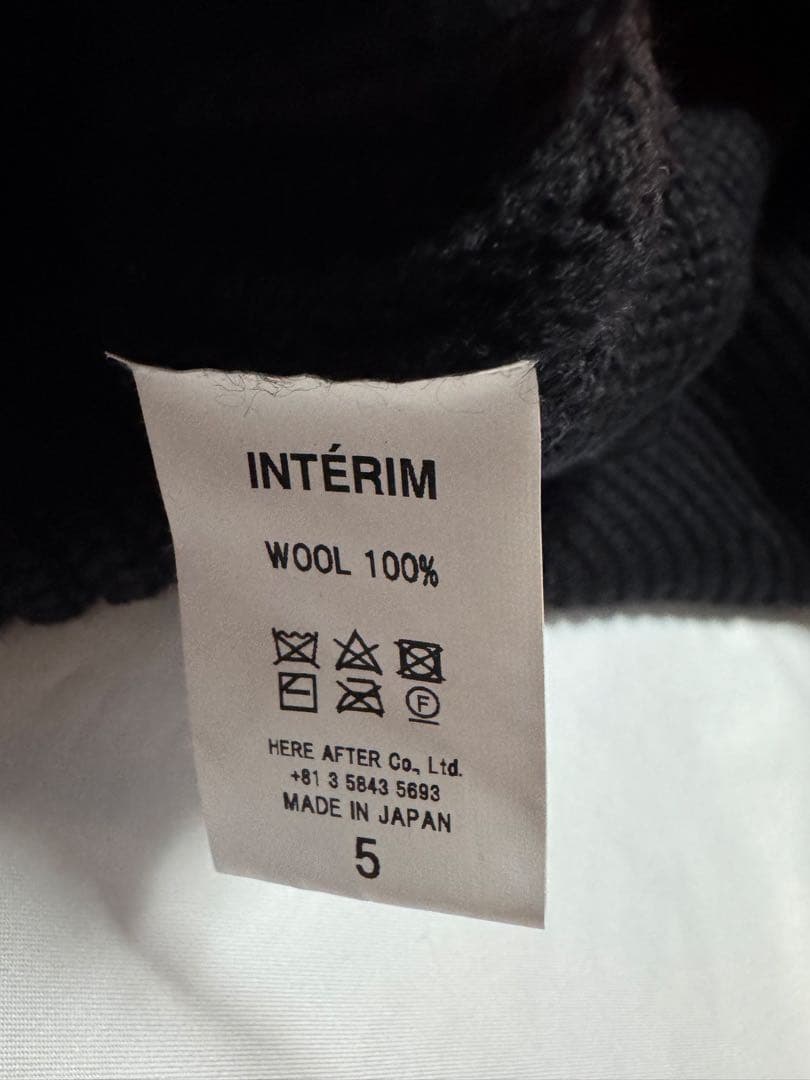 INTÉRIM
WOOL 100%
F
HERE AFTER Co., Ltd.
+81 3 5843 5693
MADE IN JAPAN
5